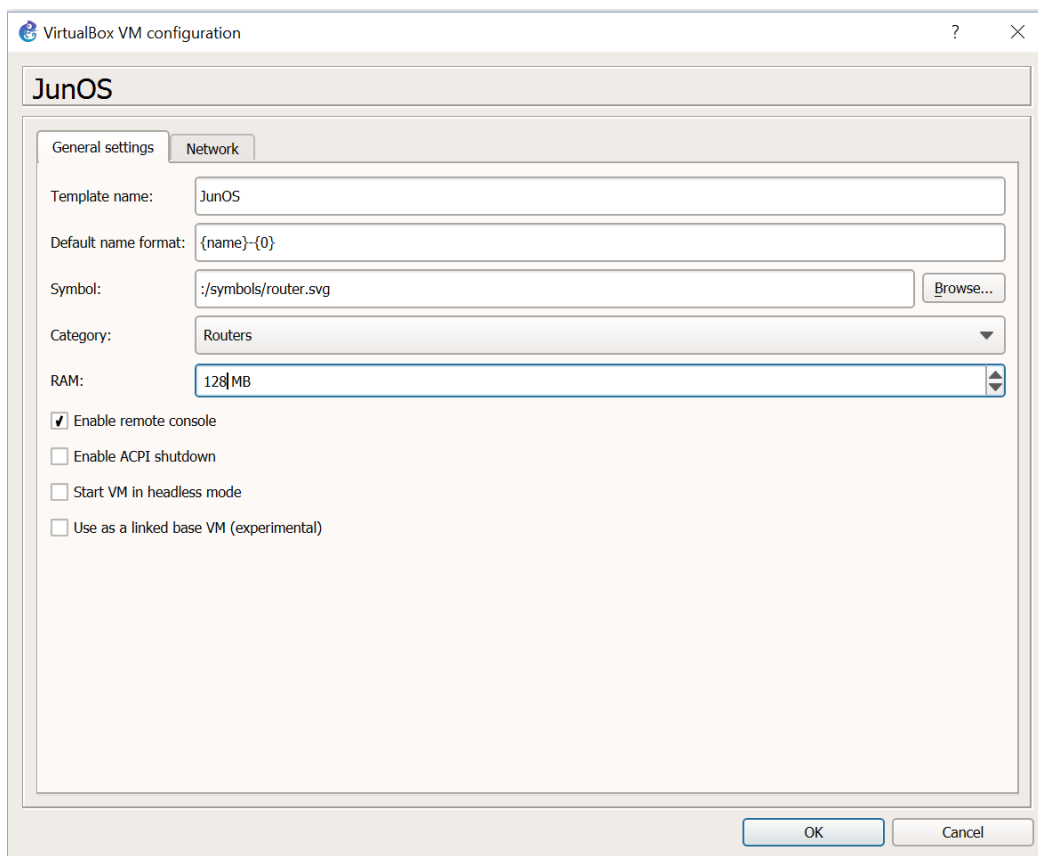 VirtualBox VM configuration ?
JunOS
General settings Network
Template name: JunOS
Default name format: {name}-{0}
Symbol: :/symbols/router.svg Browse...
Category: Routers
RAM: 128 MB
Enable remote console
Enable ACPI shutdown
Start VM in headless mode
Use as a linked base VM (experimental)
OK Cancel